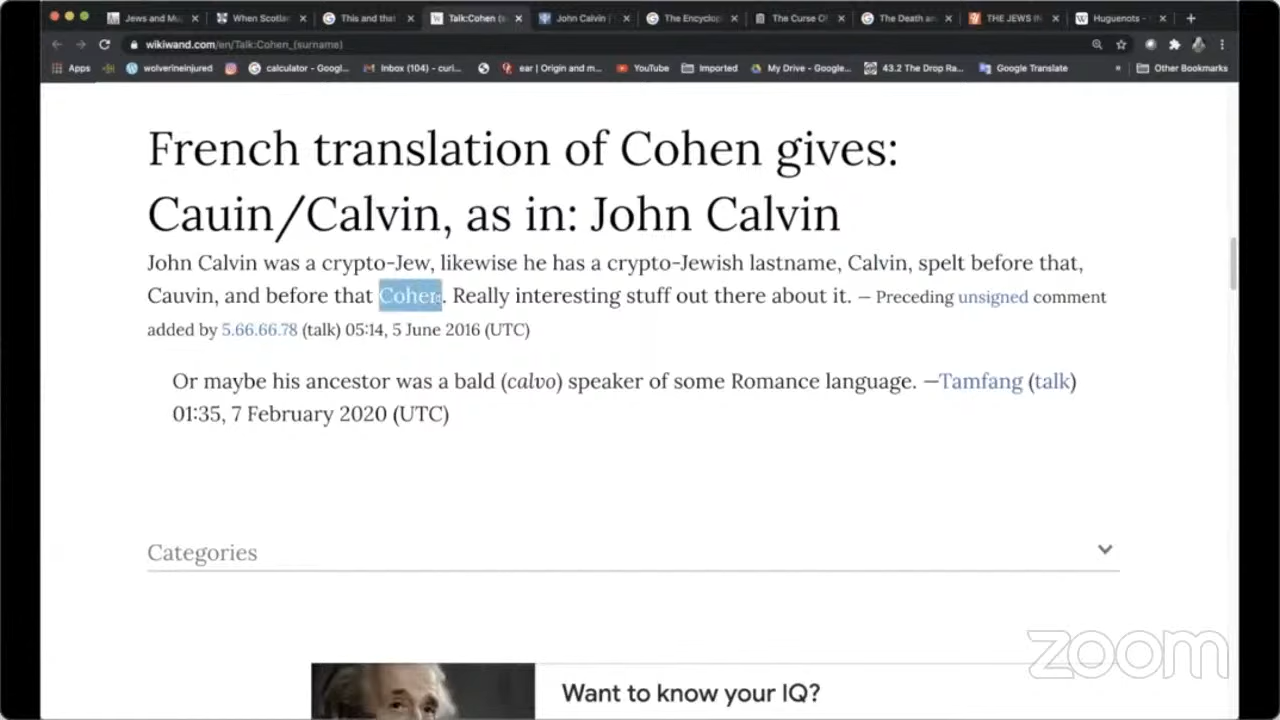 Jews and Mu
When Scotlan
This and that
Talk:Cohen (s
John Calvin
The Encyclop
The Curse O
The Death an
THE JEWS IN
Huguenots -
wikiwand.com/en/Talk:Cohen_(surname)
Apps
wolverineinjured
calculator - Googl...
Inbox (104) - curi...
ear | Origin and m...
YouTube
Imported
My Drive - Google...
43.2 The Drop Ra...
Google Translate
»
Other Bookmarks
French translation of Cohen gives:
Cauin/Calvin, as in: John Calvin
John Calvin was a crypto-Jew, likewise he has a crypto-Jewish lastname, Calvin, spelt before that,
Cauvin, and before that Cohen. Really interesting stuff out there about it. — Preceding unsigned comment
added by 5.66.66.78 (talk) 05:14, 5 June 2016 (UTC)
Or maybe his ancestor was a bald (calvo) speaker of some Romance language. —Tamfang (talk)
01:35, 7 February 2020 (UTC)
Categories
Want to know your IQ?
zoom